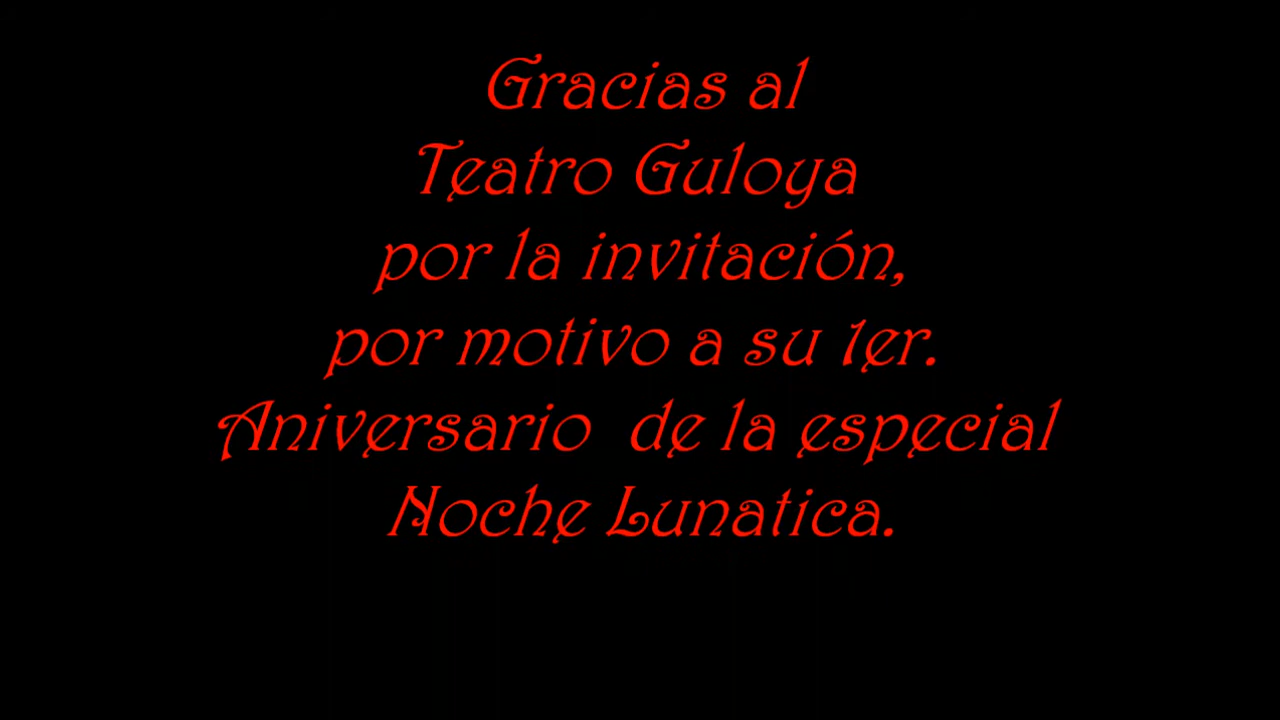 Gracias al
Teatro Guloya
por la invitación,
por motivo a su 1er.
Aniversario  de la especial
Noche Lunatica.